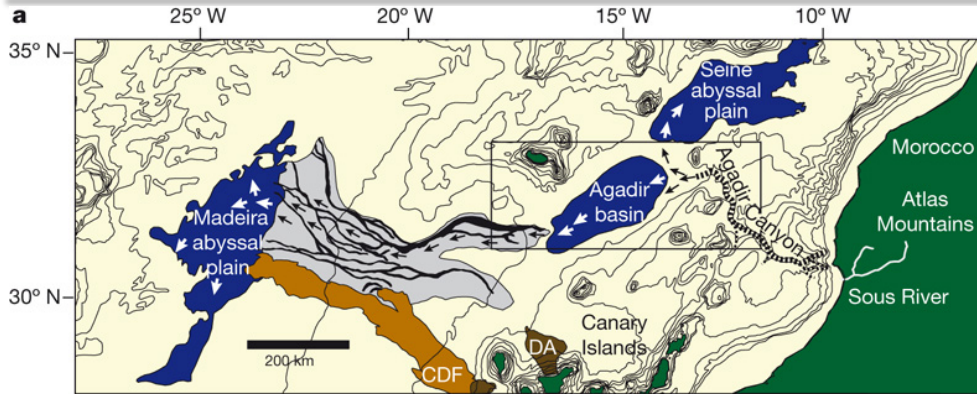 a
25° W
20° W
15° W
10° W
35° N
30° N
Seine
abyssal
plain
Morocco
Agadir Canyon
Atlas
Mountains
Agadir
basin
Madeira
abyssal
plain
Sous River
Canary
Islands
200 km
DA
CDF